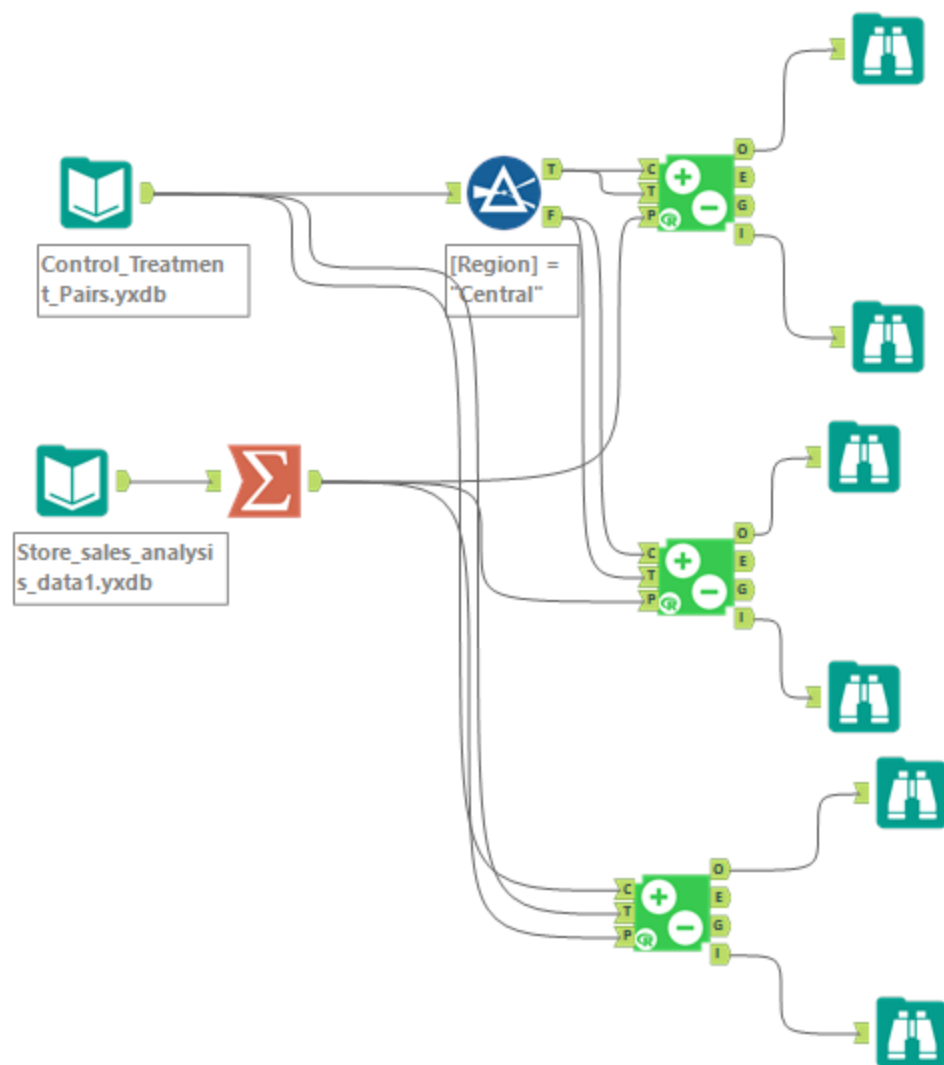 T
F
C
T
P
R
O
E
G
I
Control_Treatmen
t_Pairs.yxdb
[Region] =
"Central"
Store_sales_analysi
s_data1.yxdb
C
T
P
R
O
E
G
I
C
T
P
R
O
E
G
I